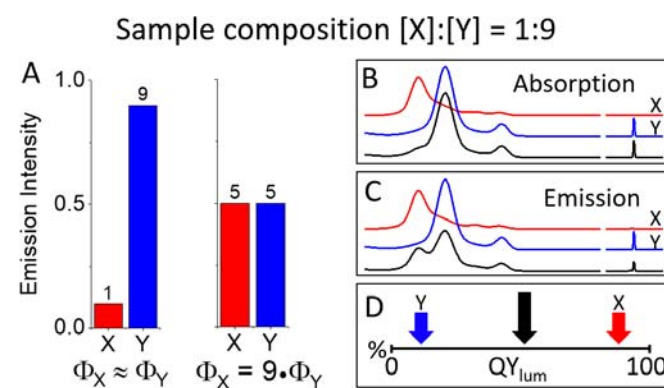 Sample composition [X]:[Y] = 1:9
A
Emission Intensity
1.0
0.5
0.0
1
9
5
5
X
Y
X
Y
Φ_X ≈ Φ_Y
Φ_X = 9•Φ_Y
B
Absorption
X
Y
C
Emission
X
Y
D
Y
X
%
0
QY_lum
100